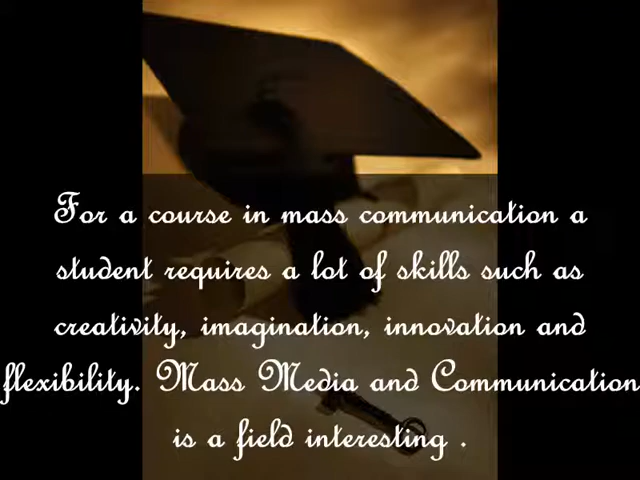 For a course in mass communication a
student requires a lot of skills such as
creativity, imagination, innovation and
flexibility. Mass Media and Communication
is a field interesting .